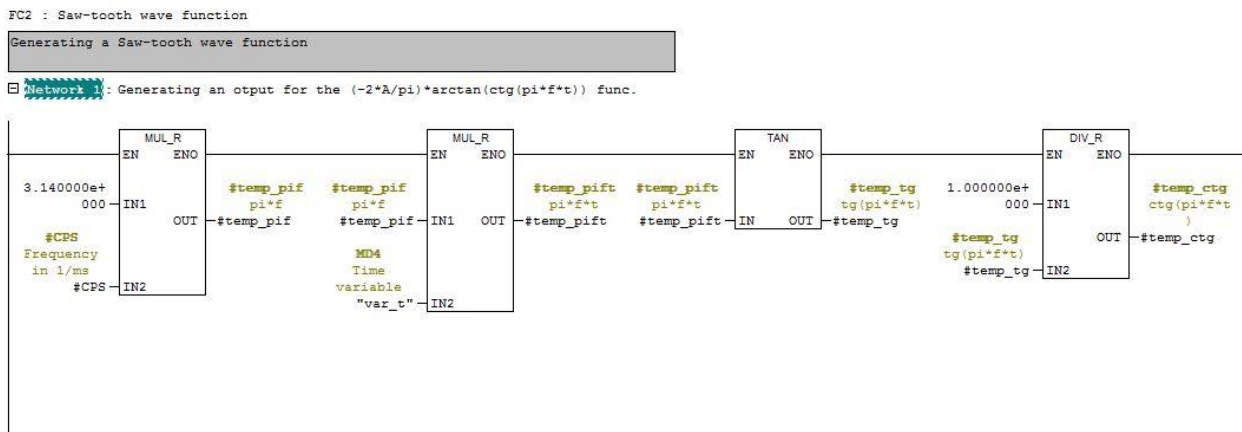 FC2 : Saw-tooth wave function
Generating a Saw-tooth wave function
Network 1: Generating an otput for the (-2*A/pi)*arctan(ctg(pi*f*t)) func.
MUL_R
EN ENO
3.140000e+
000 IN1
#temp_pif
pi*f
OUT #temp_pif
#CPS
Frequency
in 1/ms
#CPS IN2
MUL_R
EN ENO
#temp_pif
pi*f
#temp_pif IN1
#temp_pift
pi*f*t
OUT #temp_pift
MD4
Time
variable
"var_t" IN2
TAN
EN ENO
#temp_pift
pi*f*t
#temp_pift IN
#temp_tg
tg(pi*f*t)
OUT #temp_tg
DIV_R
EN ENO
1.000000e+
000 IN1
#temp_ctg
ctg(pi*f*t
)
OUT #temp_ctg
#temp_tg
tg(pi*f*t)
#temp_tg IN2